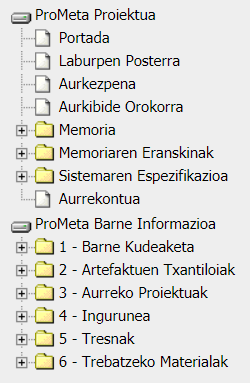 ProMeta Proiektua
Portada
Laburpen Posterra
Aurkezpena
Aurkibide Orokorra
Memoria
Memoriaren Eranskinak
Sistemaren Espezifikazioa
Aurrekontua
ProMeta Barne Informazioa
1 - Barne Kudeaketa
2 - Artefaktuen Txantiloiak
3 - Aurreko Proiektuak
4 - Ingurunea
5 - Tresnak
6 - Trebatzeko Materialak